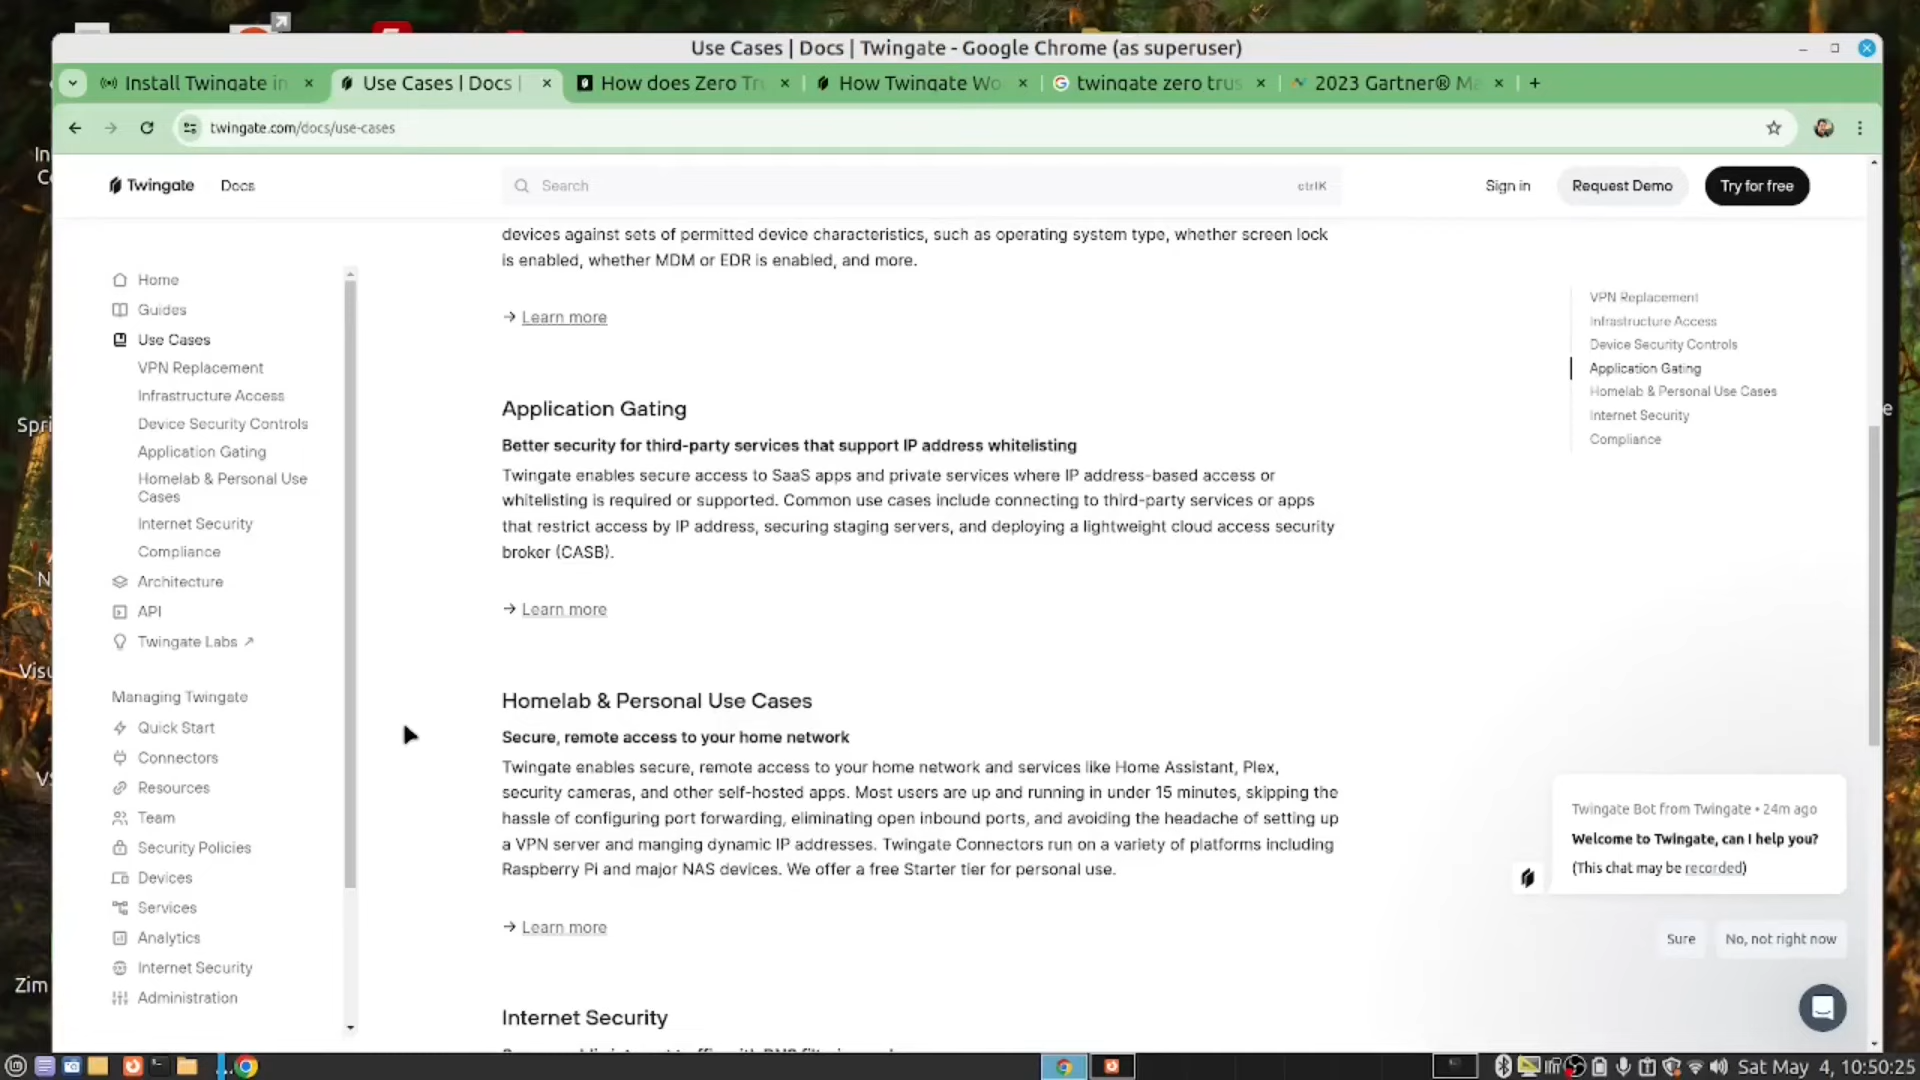 Use Cases | Docs | Twingate - Google Chrome (as superuser)
Install Twingate in
Use Cases | Docs |
How does Zero Tr
How Twingate Wo
twingate zero trus
2023 Gartner® Ma
twingate.com/docs/use-cases
Twingate
Docs
Search
ctrlK
Sign in
Request Demo
Try for free
Home
Guides
Use Cases
VPN Replacement
Infrastructure Access
Device Security Controls
Application Gating
Homelab & Personal Use
Cases
Internet Security
Compliance
Architecture
API
Twingate Labs ↗
Managing Twingate
Quick Start
Connectors
Resources
Team
Security Policies
Devices
Services
Analytics
Internet Security
Administration
devices against sets of permitted device characteristics, such as operating system type, whether screen lock
is enabled, whether MDM or EDR is enabled, and more.
→ Learn more
Application Gating
Better security for third-party services that support IP address whitelisting
Twingate enables secure access to SaaS apps and private services where IP address-based access or
whitelisting is required or supported. Common use cases include connecting to third-party services or apps
that restrict access by IP address, securing staging servers, and deploying a lightweight cloud access security
broker (CASB).
→ Learn more
Homelab & Personal Use Cases
Secure, remote access to your home network
Twingate enables secure, remote access to your home network and services like Home Assistant, Plex,
security cameras, and other self-hosted apps. Most users are up and running in under 15 minutes, skipping the
hassle of configuring port forwarding, eliminating open inbound ports, and avoiding the headache of setting up
a VPN server and manging dynamic IP addresses. Twingate Connectors run on a variety of platforms including
Raspberry Pi and major NAS devices. We offer a free Starter tier for personal use.
→ Learn more
Internet Security
VPN Replacement
Infrastructure Access
Device Security Controls
Application Gating
Homelab & Personal Use Cases
Internet Security
Compliance
Twingate Bot from Twingate • 24m ago
Welcome to Twingate, can I help you?
(This chat may be recorded)
Sure
No, not right now
In
C
Spri
N
Visu
VS
Zim
e
Sat May 4, 10:50:25